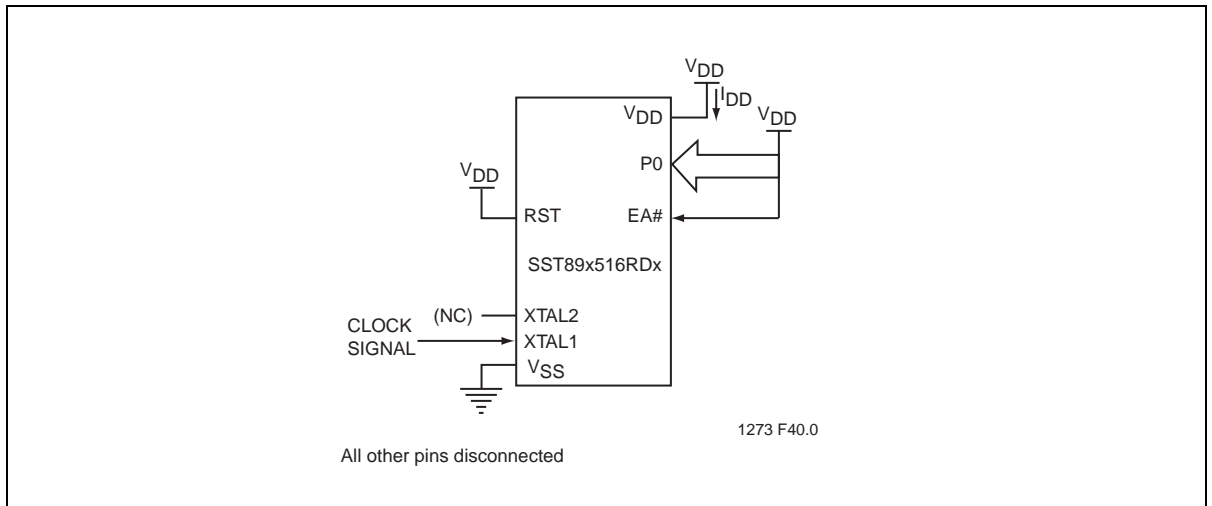 VDD
IDD
VDD
VDD
P0
VDD
RST
EA#
SST89x516RDx
(NC)
XTAL2
CLOCK
SIGNAL
XTAL1
VSS
1273 F40.0
All other pins disconnected